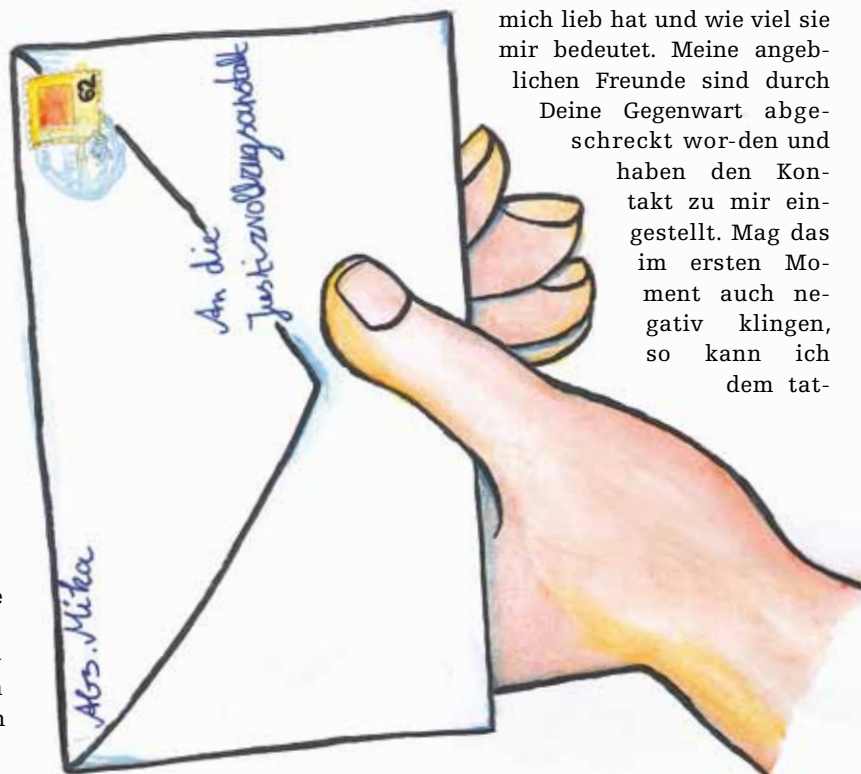 mich lieb hat und wie viel sie
mir bedeutet. Meine angeb-
lichen Freunde sind durch
Deine Gegenwart abge-
schreckt wor-den und
haben den Kon-
takt zu mir ein-
gestellt. Mag das
im ersten Mo-
ment auch ne-
gativ klingen,
so kann ich
dem tat-
62
An die
Justizvollzugsanstalt
Abs. Mika